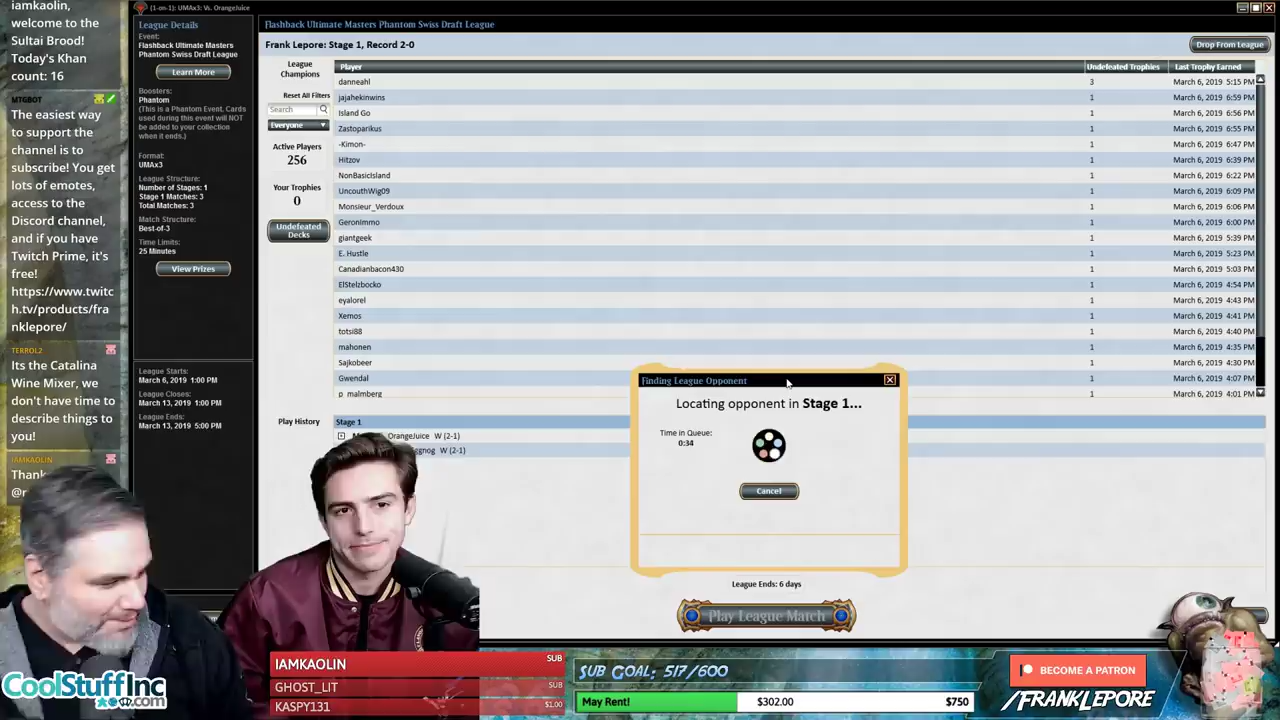 iamkaolin,
welcome to the
Sultai Brood!
Today's Khan
count: 16
MTGBOT
The easiest way
to support the
channel is to
subscribe! You get
lots of emotes,
access to the
Discord channel,
and if you have
Twitch Prime, it's
free!
https://www.twitc
h.tv/products/fra
nklepore/
TERROL2
Its the Catalina
Wine Mixer, we
don't have time to
describe things to
you!
IAMKAOLIN
Thank
@r
(1-on-1): UMAx3: Vs. OrangeJuice
League Details
Event:
Flashback Ultimate Masters
Phantom Swiss Draft League
Learn More
Boosters:
Phantom
(This is a Phantom Event. Cards
used during this event will NOT
be added to your collection
when it ends.)
Format:
UMAx3
League Structure:
Number of Stages: 1
Stage 1 Matches: 3
Total Matches: 3
Match Structure:
Best-of-3
Time Limits:
25 Minutes
View Prizes
League Starts:
March 6, 2019 1:00 PM
League Closes:
March 13, 2019 1:00 PM
League Ends:
March 13, 2019 5:00 PM
Flashback Ultimate Masters Phantom Swiss Draft League
Frank Lepore: Stage 1, Record 2-0
Drop From League
League
Champions
Reset All Filters
Search
Everyone
Active Players
256
Your Trophies
0
Undefeated
Decks
Player Undefeated Trophies Last Trophy Earned
danneahl 3 March 6, 2019 5:15 PM
jajahekinwins 1 March 6, 2019 6:59 PM
Island Go 1 March 6, 2019 6:56 PM
Zastoparikus 1 March 6, 2019 6:55 PM
-Kimon- 1 March 6, 2019 6:47 PM
Hitzov 1 March 6, 2019 6:39 PM
NonBasicIsland 1 March 6, 2019 6:22 PM
UncouthWig09 1 March 6, 2019 6:09 PM
Monsieur_Verdoux 1 March 6, 2019 6:06 PM
GeronImmo 1 March 6, 2019 6:00 PM
giantgeek 1 March 6, 2019 5:39 PM
E. Hustle 1 March 6, 2019 5:23 PM
Canadianbacon430 1 March 6, 2019 5:03 PM
ElStelzbocko 1 March 6, 2019 4:54 PM
eyalorel 1 March 6, 2019 4:43 PM
Xemos 1 March 6, 2019 4:41 PM
totsi88 1 March 6, 2019 4:40 PM
mahonen 1 March 6, 2019 4:35 PM
Sajkobeer 1 March 6, 2019 4:30 PM
Gwendal 1 March 6, 2019 4:07 PM
p_malmberg 1 March 6, 2019 4:01 PM
Play History
Stage 1
OrangeJuice W (2-1)
ggnog W (2-1)
Finding League Opponent
Locating opponent in Stage 1...
Time in Queue:
0:34
Cancel
League Ends: 6 days
Play League Match
CoolStuffInc
.com
IAMKAOLIN SUB
GHOST_LIT SUB
KASPY131 $1.00
SUB GOAL: 517/600
May Rent! $302.00 $750
BECOME A PATRON
/FRANKLEPORE